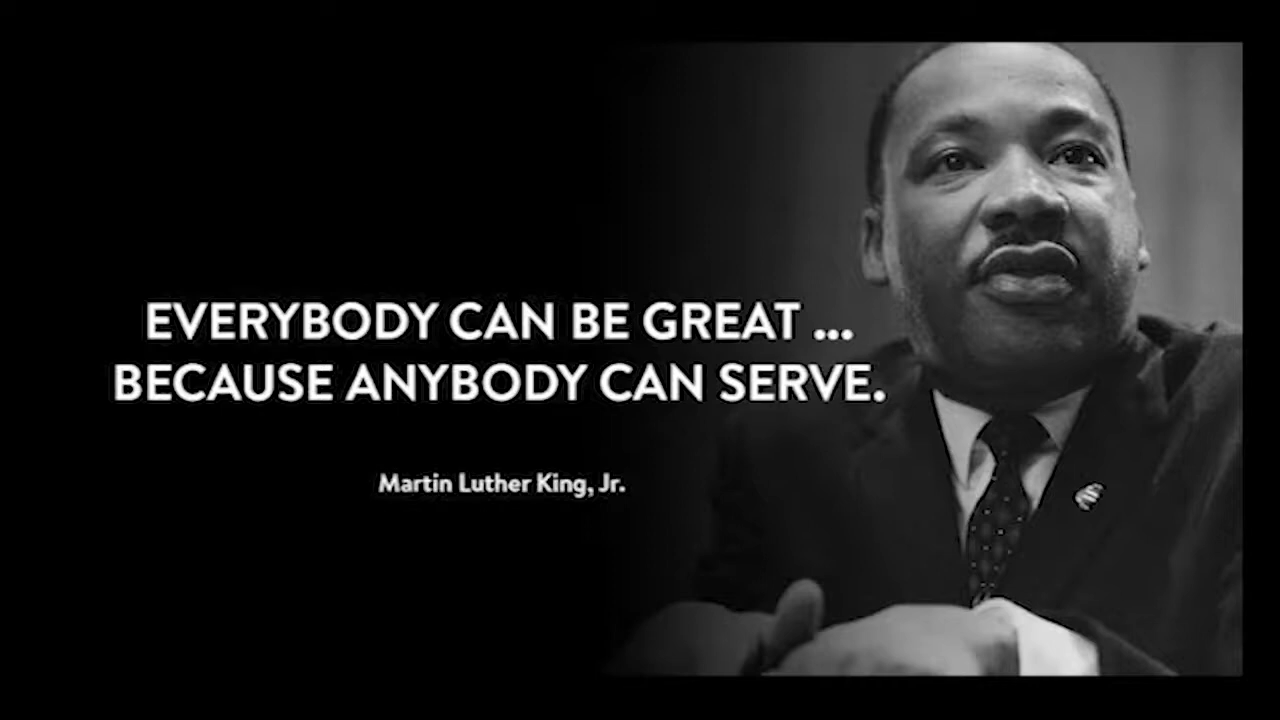 EVERYBODY CAN BE GREAT ...
BECAUSE ANYBODY CAN SERVE.
Martin Luther King, Jr.